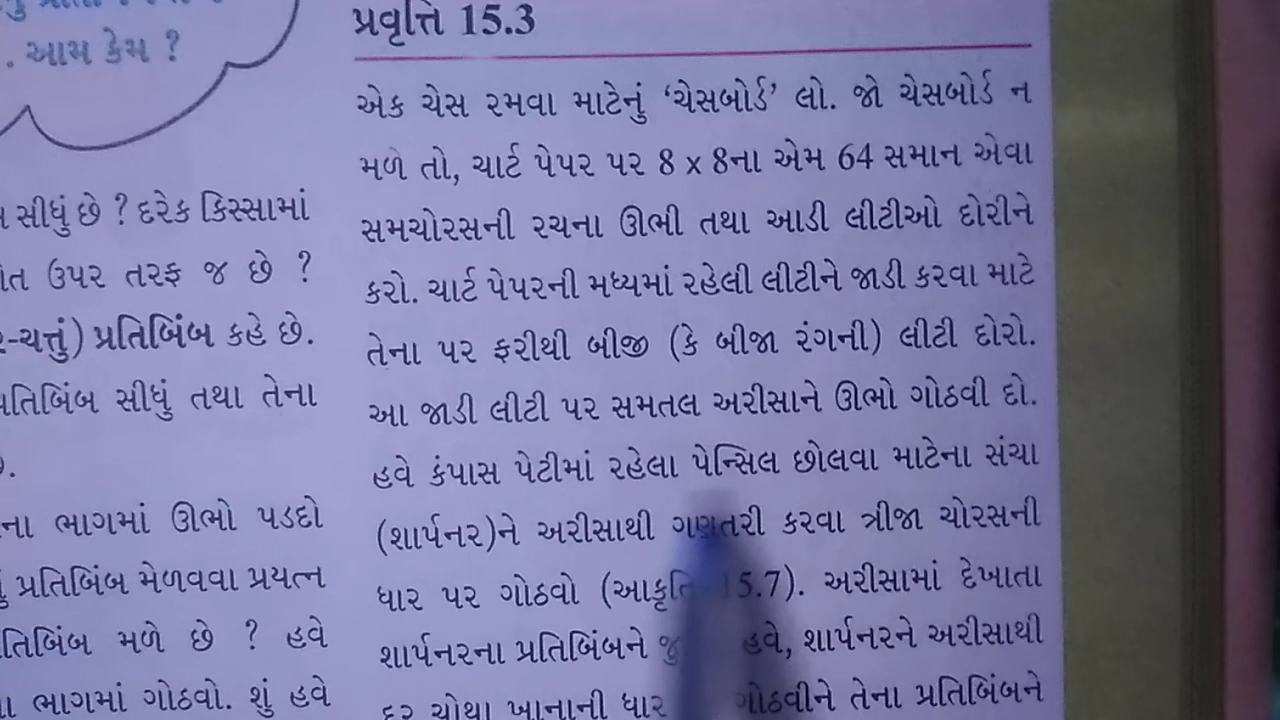 . આમ કેમ ?
સીધું છે ? દરેક કિસ્સામાં
ઉપર તરફ જ છે ?
પ્રતિબિંબ કહે છે.
સીધું તથા તેના
ભાગમાં ઊભો પડદો
પ્રતિબિંબ મેળવવા પ્રયત્ન
મળે છે ? હવે
ભાગમાં ગોઠવો. શું હવે
પ્રવૃત્તિ 15.3
એક ચેસ રમવા માટેનું ‘ચેસબોર્ડ’ લો. જો ચેસબોર્ડ ન
મળે તો, ચાર્ટ પેપર પર 8 x 8ના એમ 64 સમાન એવા
સમચોરસની રચના ઊભી તથા આડી લીટીઓ દોરીને
કરો. ચાર્ટ પેપરની મધ્યમાં રહેલી લીટીને જાડી કરવા માટે
તેના પર ફરીથી બીજી (કે બીજા રંગની) લીટી દોરો.
આ જાડી લીટી પર સમતલ અરીસાને ઊભો ગોઠવી દો.
હવે કંપાસ પેટીમાં રહેલા પેન્સિલ છોલવા માટેના સંચા
(શાર્પનર)ને અરીસાથી ગણતરી કરવા ત્રીજા ચોરસની
ધાર પર ગોઠવો 15.7). અરીસામાં દેખાતા
શાર્પનરના પ્રતિબિંબને હવે, શાર્પનરને અરીસાથી
દૂર ચોથા ખાનાની ધાર ગોઠવીને તેના પ્રતિબિંબને